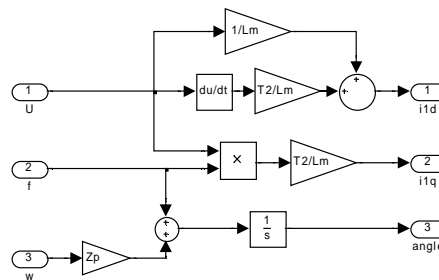 1/Lm
1
U
du/dt
T2/Lm
+
+
1
i1d
×
T2/Lm
2
i1q
2
f
+
+
1
s
3
angle
3
w
Zp